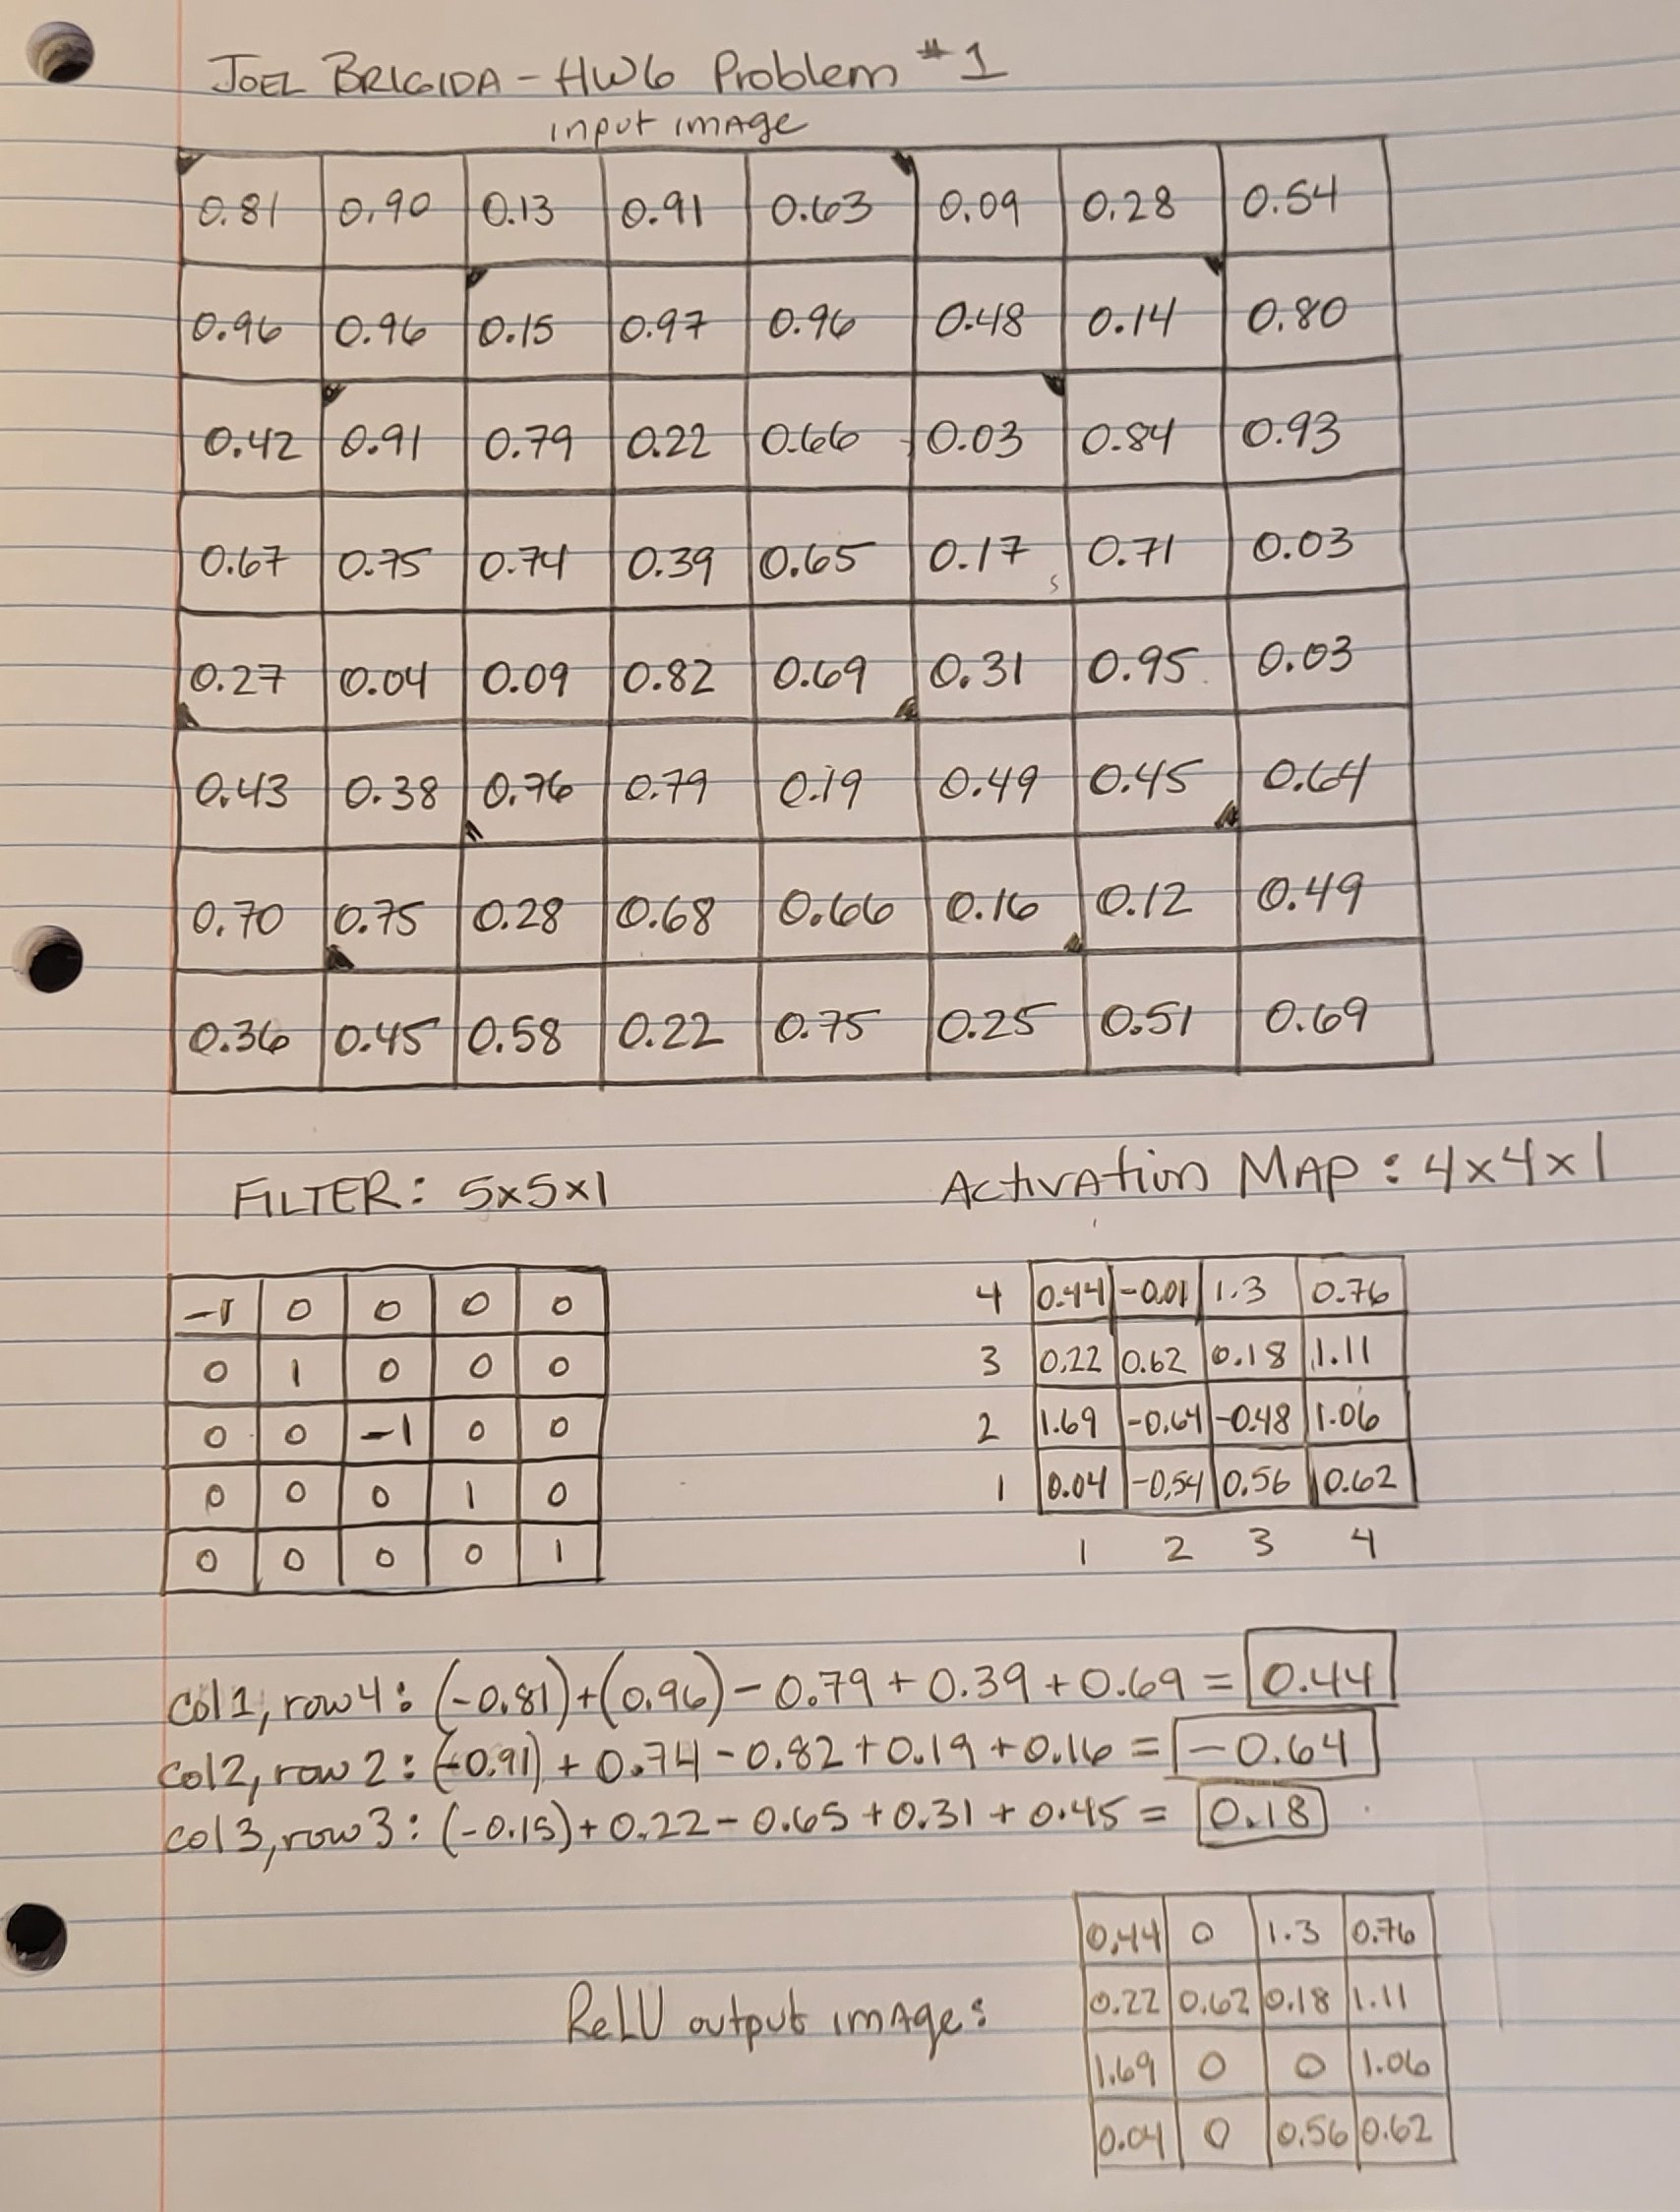 JOEL BRIGIDA - HW6 Problem #1
input image
0.81 0.90 0.13 0.91 0.63 0.09 0.28 0.54
0.96 0.96 0.15 0.97 0.96 0.48 0.14 0.80
0.42 0.91 0.79 0.22 0.66 0.03 0.84 0.93
0.67 0.75 0.74 0.39 0.65 0.17 0.71 0.03
0.27 0.04 0.09 0.82 0.69 0.31 0.95 0.03
0.43 0.38 0.76 0.79 0.19 0.49 0.45 0.64
0.70 0.75 0.28 0.68 0.66 0.16 0.12 0.49
0.36 0.45 0.58 0.22 0.75 0.25 0.51 0.69
FILTER: 5x5x1
-1 0 0 0 0
0 1 0 0 0
0 0 -1 0 0
0 0 0 1 0
0 0 0 0 1
Activation Map: 4x4x1
4 0.44 -0.01 1.3 0.76
3 0.22 0.62 0.18 1.11
2 1.69 -0.64 -0.48 1.06
1 0.04 -0.54 0.56 0.62
1 2 3 4
col1, row4: (-0.81)+(0.96)-0.79+0.39+0.69 = 0.44
col2, row2: (-0.91)+0.74-0.82+0.19+0.16 = -0.64
col3, row3: (-0.15)+0.22-0.65+0.31+0.45 = 0.18
ReLU output image:
0.44 0 1.3 0.76
0.22 0.62 0.18 1.11
1.69 0 0 1.06
0.04 0 0.56 0.62